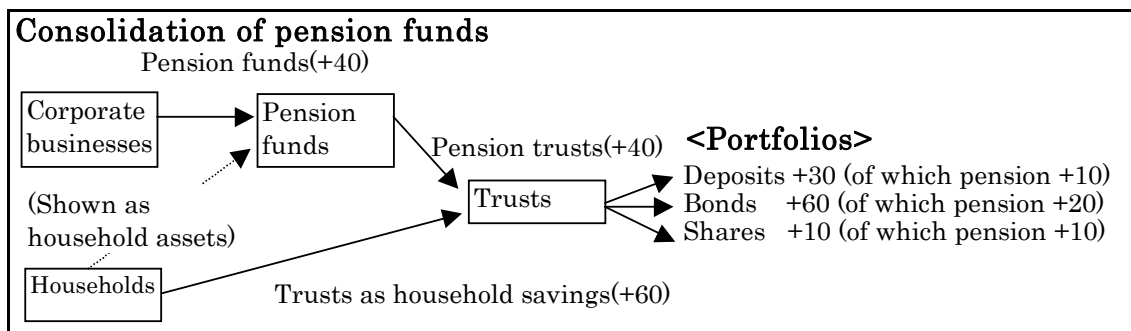 Consolidation of pension funds
Pension funds(+40)
Corporate
businesses
Pension
funds
Pension trusts(+40)
<Portfolios>
Deposits +30 (of which pension +10)
Trusts
Bonds +60 (of which pension +20)
Shares +10 (of which pension +10)
(Shown as
household assets)
Households
Trusts as household savings(+60)